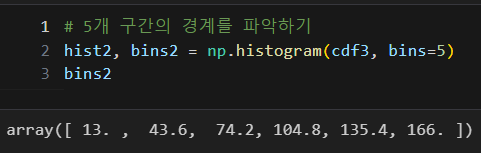 1 # 5개 구간의 경계를 파악하기
2 hist2, bins2 = np.histogram(cdf3, bins=5)
3 bins2
array([ 13. ,  43.6,  74.2, 104.8, 135.4, 166. ])